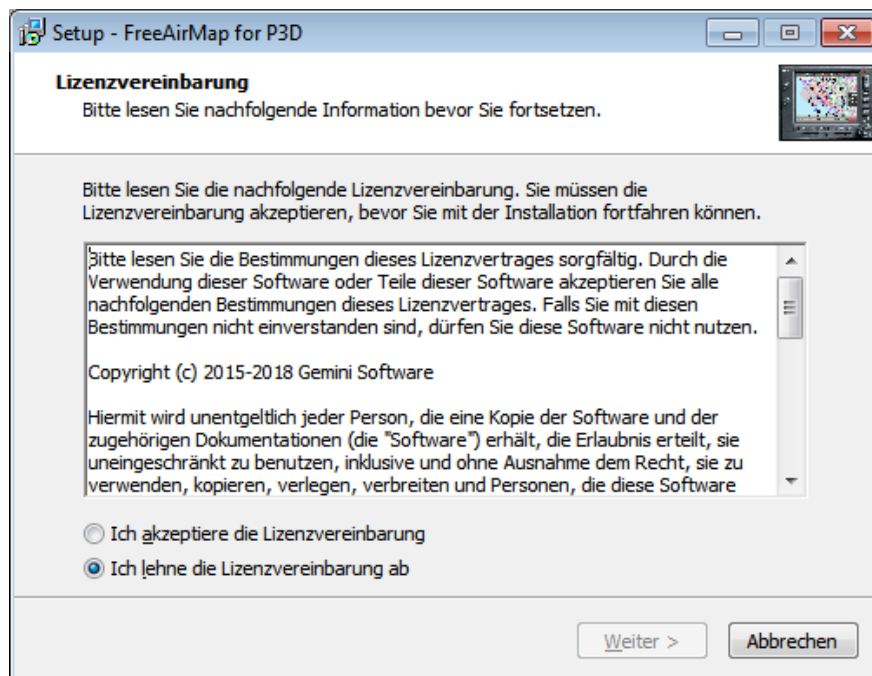 Setup - FreeAirMap for P3D
Lizenzvereinbarung
Bitte lesen Sie nachfolgende Information bevor Sie fortsetzen.
Bitte lesen Sie die nachfolgende Lizenzvereinbarung. Sie müssen die
Lizenzvereinbarung akzeptieren, bevor Sie mit der Installation fortfahren können.
Bitte lesen Sie die Bestimmungen dieses Lizenzvertrages sorgfältig. Durch die
Verwendung dieser Software oder Teile dieser Software akzeptieren Sie alle
nachfolgenden Bestimmungen dieses Lizenzvertrages. Falls Sie mit diesen
Bestimmungen nicht einverstanden sind, dürfen Sie diese Software nicht nutzen.
Copyright (c) 2015-2018 Gemini Software
Hiermit wird unentgeltlich jeder Person, die eine Kopie der Software und der
zugehörigen Dokumentationen (die "Software") erhält, die Erlaubnis erteilt, sie
uneingeschränkt zu benutzen, inklusive und ohne Ausnahme dem Recht, sie zu
verwenden, kopieren, verlegen, verbreiten und Personen, die diese Software
Ich akzeptiere die Lizenzvereinbarung
Ich lehne die Lizenzvereinbarung ab
Weiter >
Abbrechen